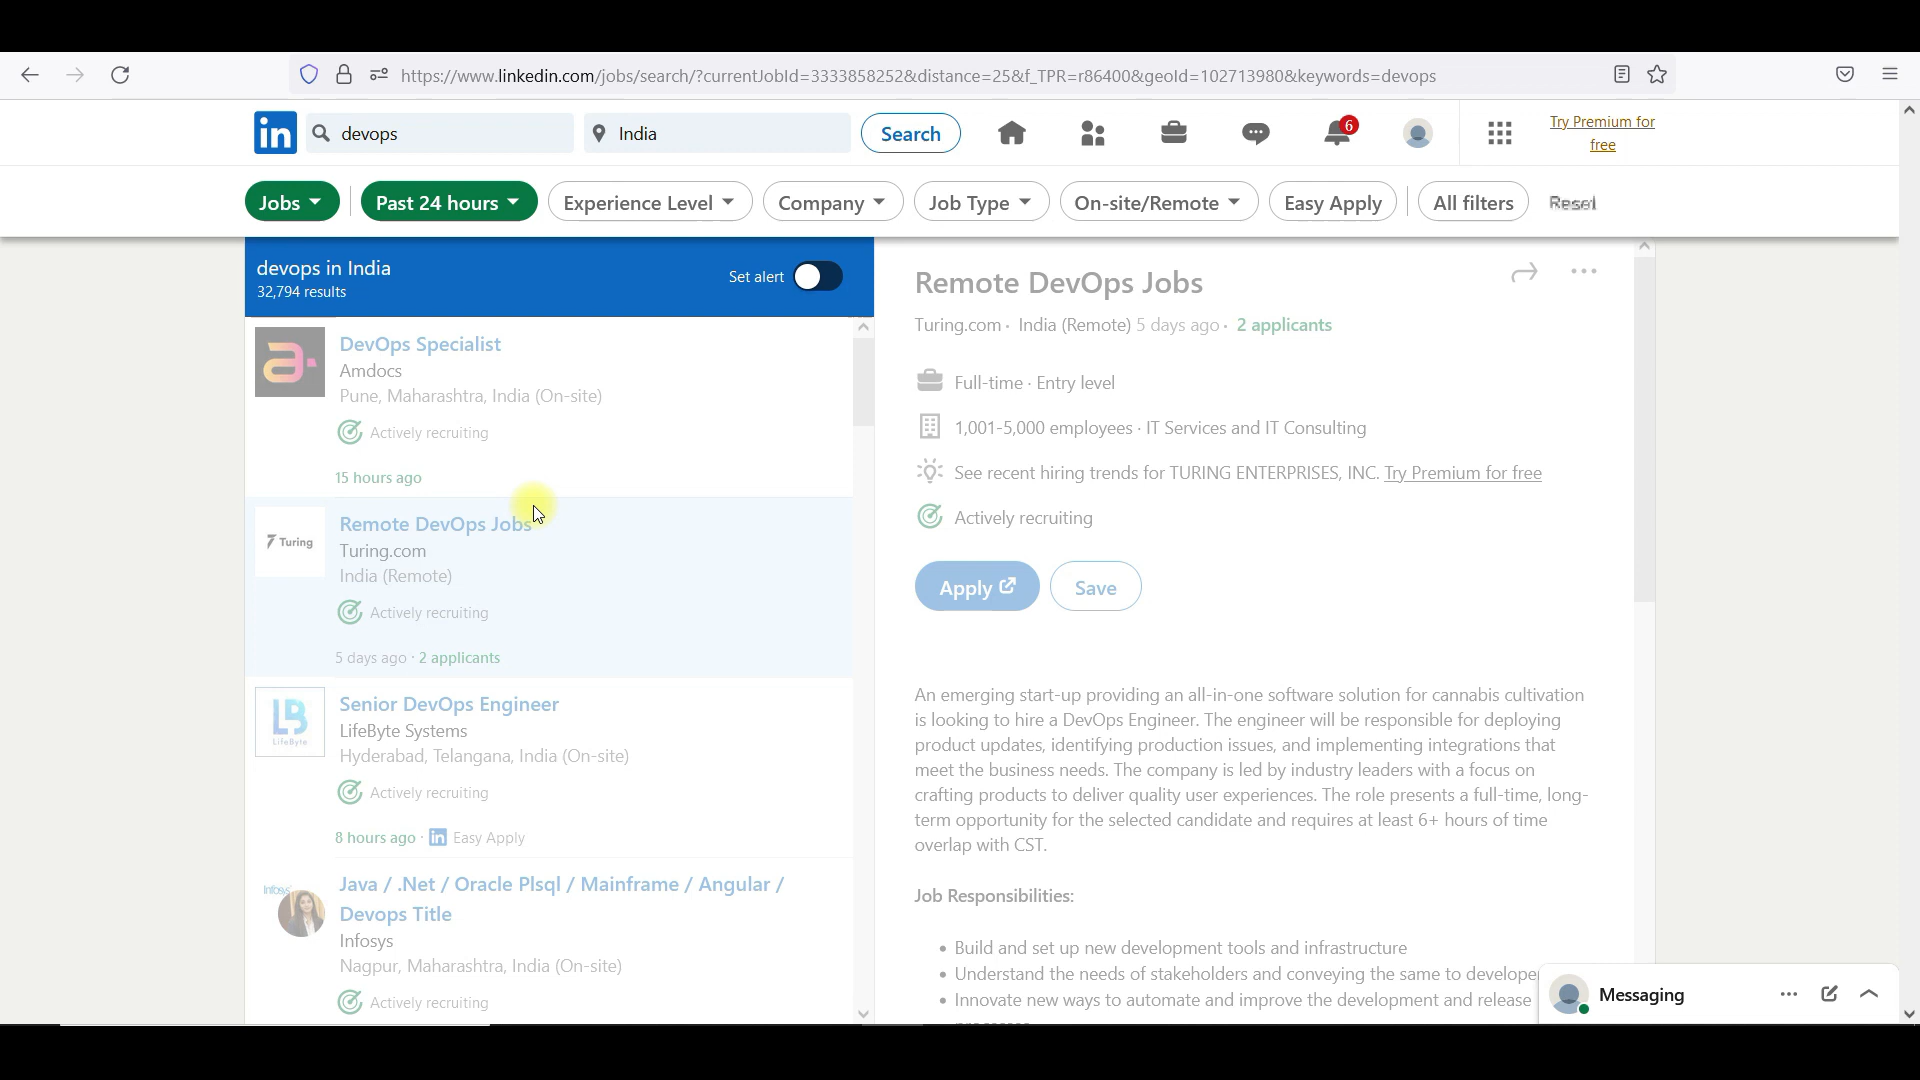 https://www.linkedin.com/jobs/search/?currentJobId=3333858252&distance=25&f_TPR=r86400&geoId=102713980&keywords=devops
in devops India Search 6 Try Premium for
free
Jobs Past 24 hours Experience Level Company Job Type On-site/Remote Easy Apply All filters Reset
devops in India
32,794 results
Set alert
DevOps Specialist
Amdocs
Pune, Maharashtra, India (On-site)
Actively recruiting
15 hours ago
Turing
Remote DevOps Jobs
Turing.com
India (Remote)
Actively recruiting
5 days ago · 2 applicants
LB
LifeByte
Senior DevOps Engineer
LifeByte Systems
Hyderabad, Telangana, India (On-site)
Actively recruiting
8 hours ago · in Easy Apply
Infosys
Java / .Net / Oracle Plsql / Mainframe / Angular /
Devops Title
Infosys
Nagpur, Maharashtra, India (On-site)
Actively recruiting
Remote DevOps Jobs
Turing.com · India (Remote) 5 days ago · 2 applicants
Full-time · Entry level
1,001-5,000 employees · IT Services and IT Consulting
See recent hiring trends for TURING ENTERPRISES, INC. Try Premium for free
Actively recruiting
Apply Save
An emerging start-up providing an all-in-one software solution for cannabis cultivation
is looking to hire a DevOps Engineer. The engineer will be responsible for deploying
product updates, identifying production issues, and implementing integrations that
meet the business needs. The company is led by industry leaders with a focus on
crafting products to deliver quality user experiences. The role presents a full-time, long-
term opportunity for the selected candidate and requires at least 6+ hours of time
overlap with CST.
Job Responsibilities:
• Build and set up new development tools and infrastructure
• Understand the needs of stakeholders and conveying the same to
• Innovate new ways to automate and improve the development and release
Messaging